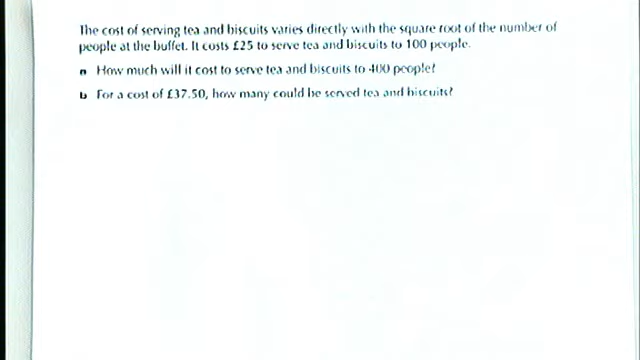 The cost of serving tea and biscuits varies directly with the square root of the number of
people at the buffet. It costs £25 to serve tea and biscuits to 100 people.
a How much will it cost to serve tea and biscuits to 400 people?
b For a cost of £37.50, how many could be served tea and biscuits?